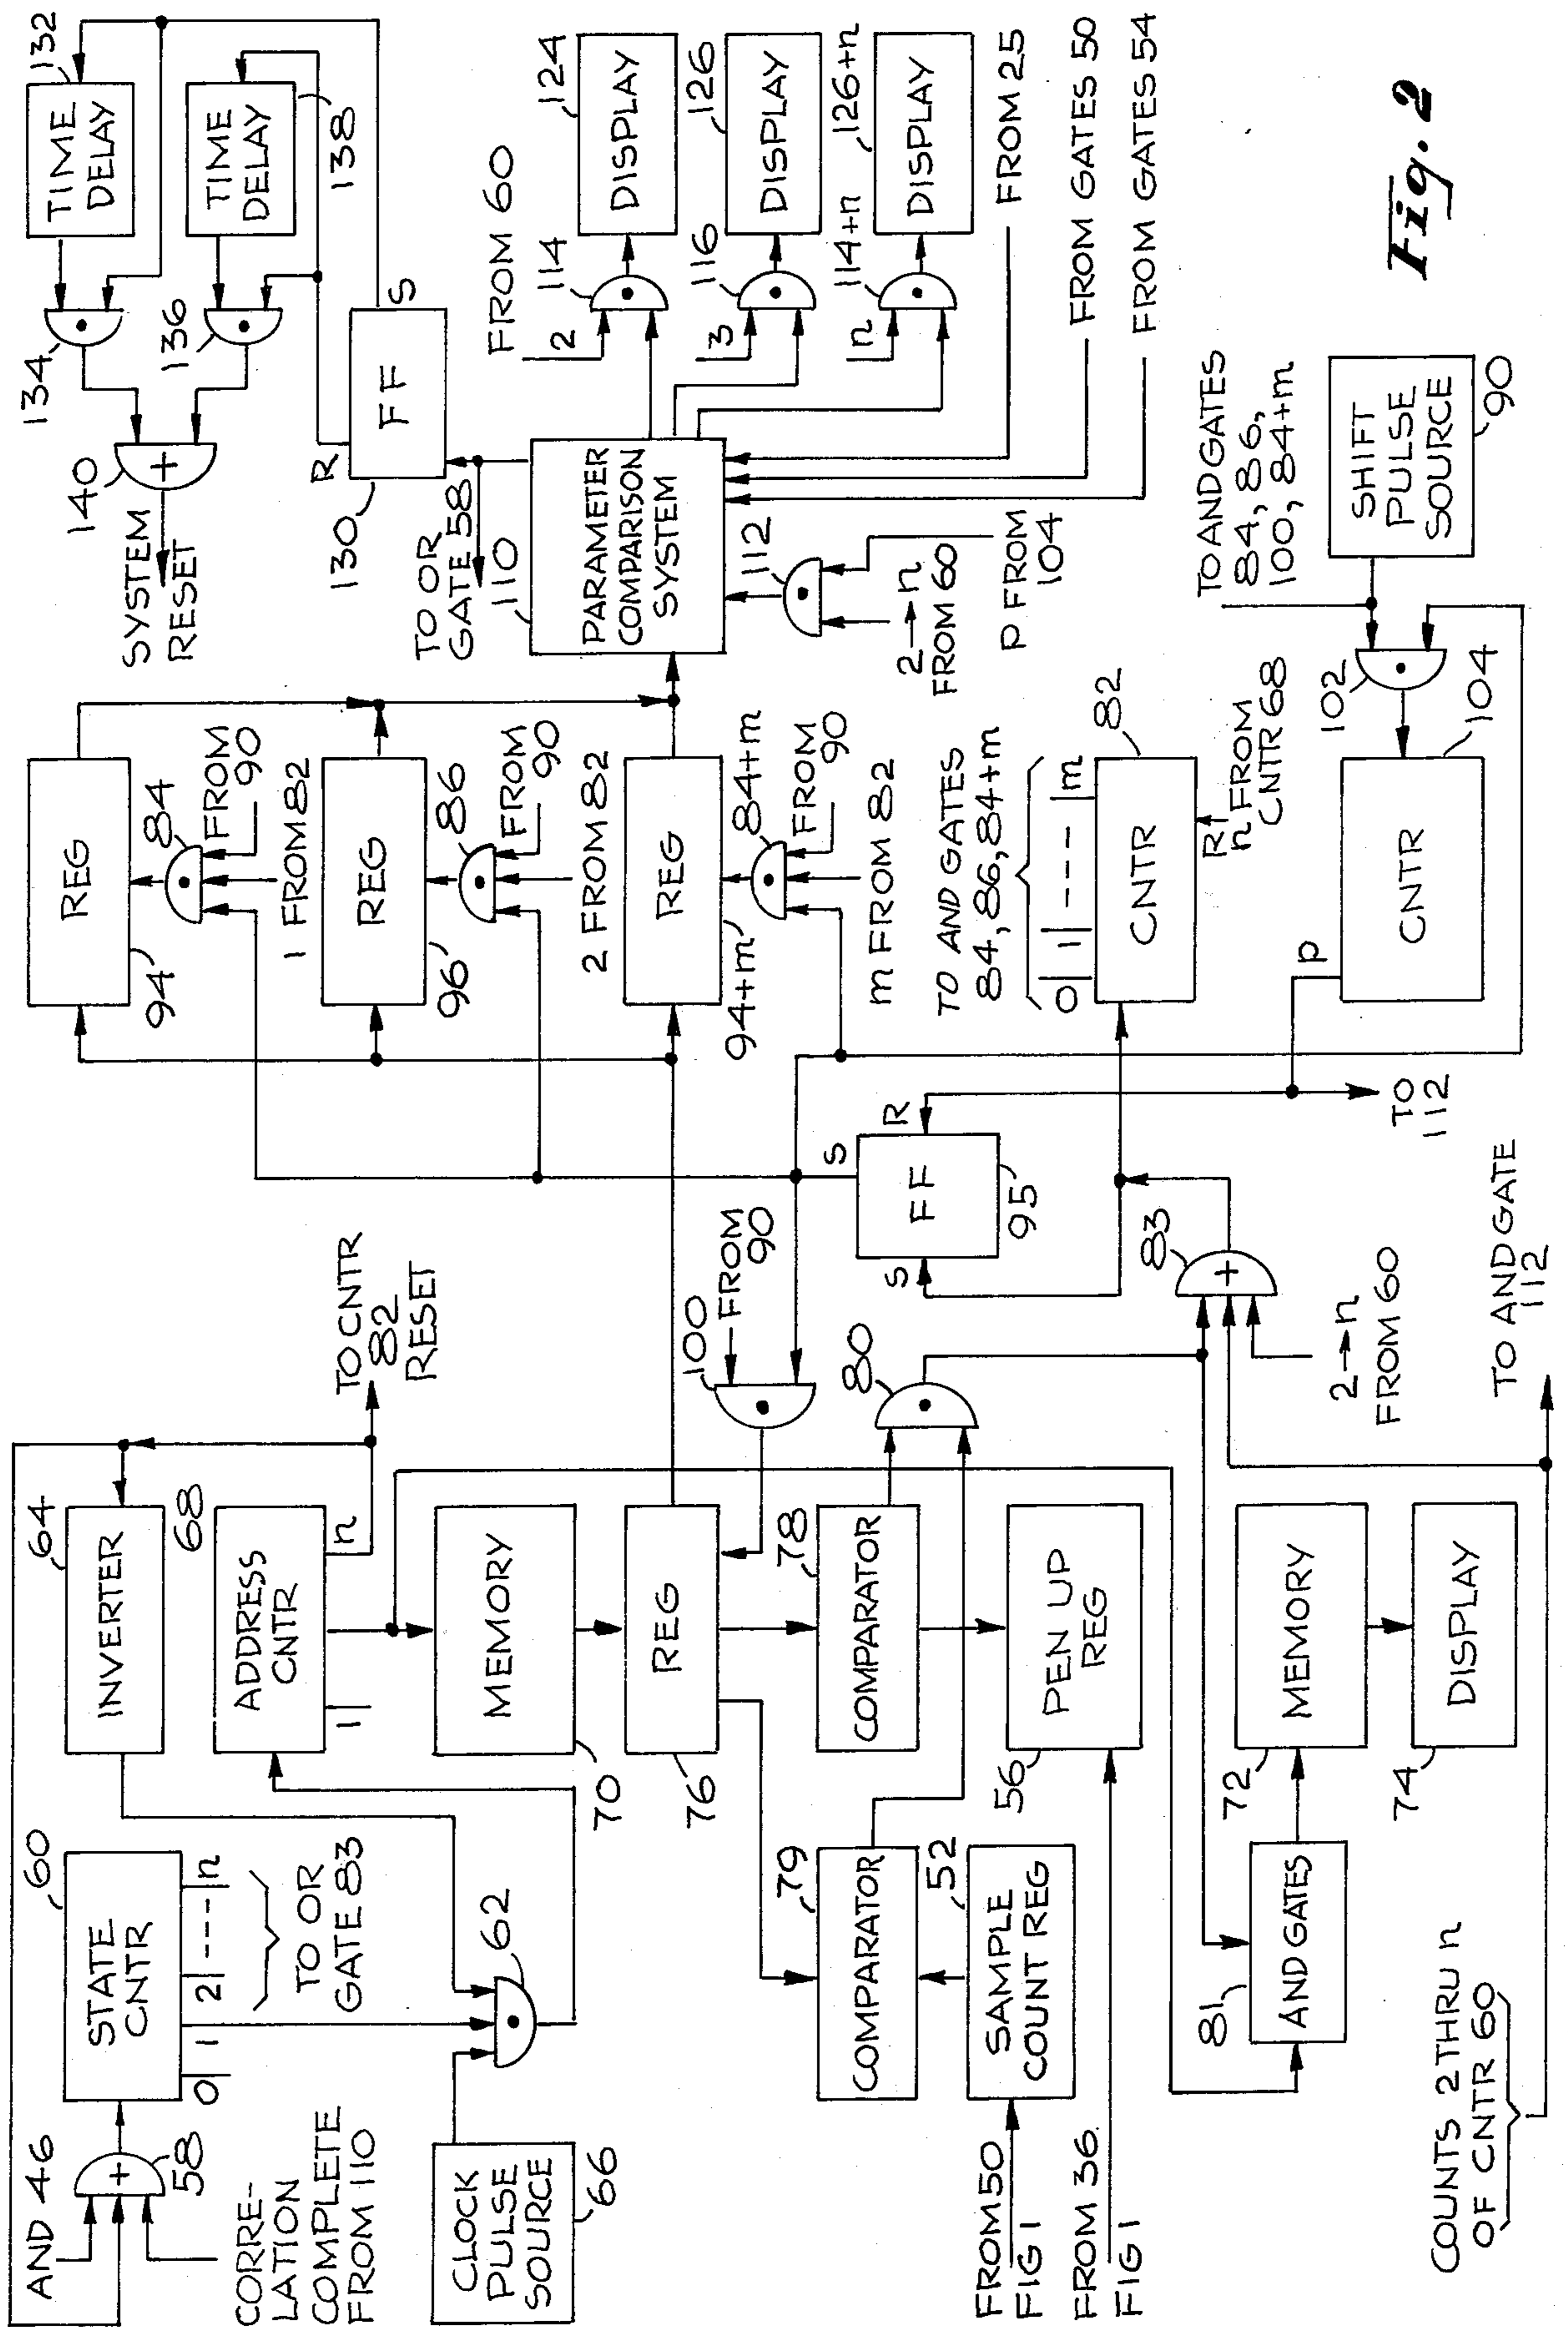 AND 46
58
CORRE-
LATION
COMPLETE
FROM 110
60
STATE
CNTR
0 1 2 --- n
TO OR
GATE 83
62
CLOCK
PULSE
SOURCE
66
64
INVERTER
68
ADDRESS
CNTR
1 n
TO CNTR
82
RESET
MEMORY
70
REG
76
100
FROM
90
COMPARATOR
78
COMPARATOR
79
80
SAMPLE
COUNT REG
52
PEN UP
REG
56
FROM 50
FIG 1
FROM 36
FIG 1
81
AND GATES
MEMORY
72
DISPLAY
74
COUNTS 2 THRU n
OF CNTR 60
83
2→n
FROM 60
TO AND GATE
112
S
FF
S
R
95
TO
112
REG
94
84
FROM
90
1 FROM 82
REG
96
86
FROM
90
2 FROM 82
REG
94+m
84+m
FROM
90
m FROM 82
TO AND GATES
84, 86, 84+m
0 1 --- m
CNTR
82
R
n FROM
CNTR 68
p
CNTR
104
102
SHIFT
PULSE
SOURCE
90
TO AND GATES
84, 86,
100, 84+m
SYSTEM
RESET
140
134
136
TIME
DELAY
132
TIME
DELAY
138
R
FF
S
130
TO OR
GATE 58
110
PARAMETER
COMPARISON
SYSTEM
112
2→n
FROM 60
P FROM
104
FROM 60
2
114
DISPLAY
124
3
116
DISPLAY
126
n
114+n
DISPLAY
126+n
FROM 25
FROM GATES 50
FROM GATES 54
Fig. 2